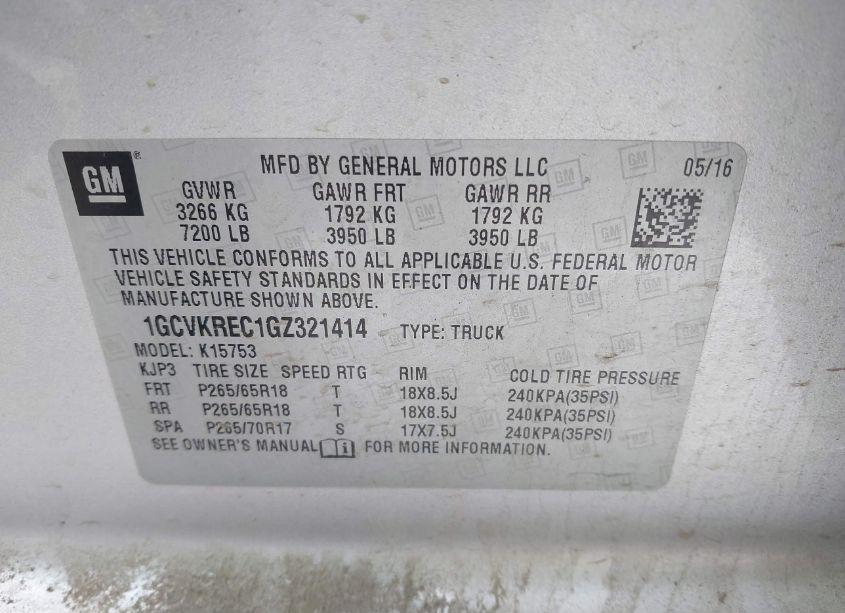 GM
MFD BY GENERAL MOTORS LLC 05/16
GVWR GAWR FRT GAWR RR
3266 KG 1792 KG 1792 KG
7200 LB 3950 LB 3950 LB
THIS VEHICLE CONFORMS TO ALL APPLICABLE U.S. FEDERAL MOTOR
VEHICLE SAFETY STANDARDS IN EFFECT ON THE DATE OF
MANUFACTURE SHOWN ABOVE.
1GCVKREC1GZ321414 TYPE: TRUCK
MODEL: K15753
KJP3 TIRE SIZE SPEED RTG RIM COLD TIRE PRESSURE
FRT P265/65R18 T 18X8.5J 240KPA(35PSI)
RR P265/65R18 T 18X8.5J 240KPA(35PSI)
SPA P265/70R17 S 17X7.5J 240KPA(35PSI)
SEE OWNER'S MANUAL i FOR MORE INFORMATION.